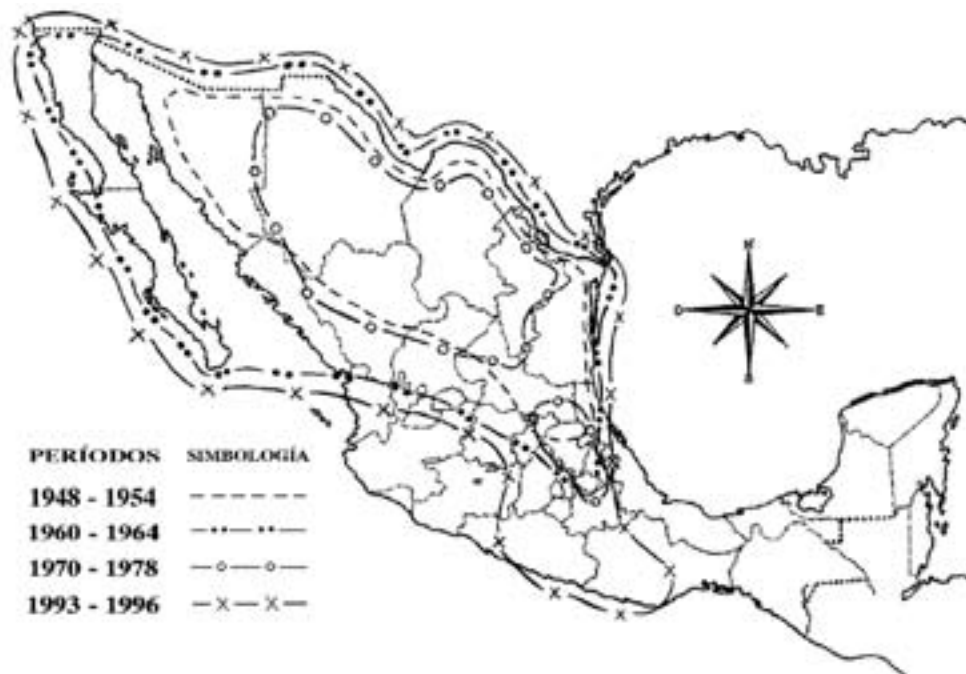 N
O E
S
PERÍODOS SIMBOLOGÍA
1948 - 1954
1960 - 1964
1970 - 1978
1993 - 1996